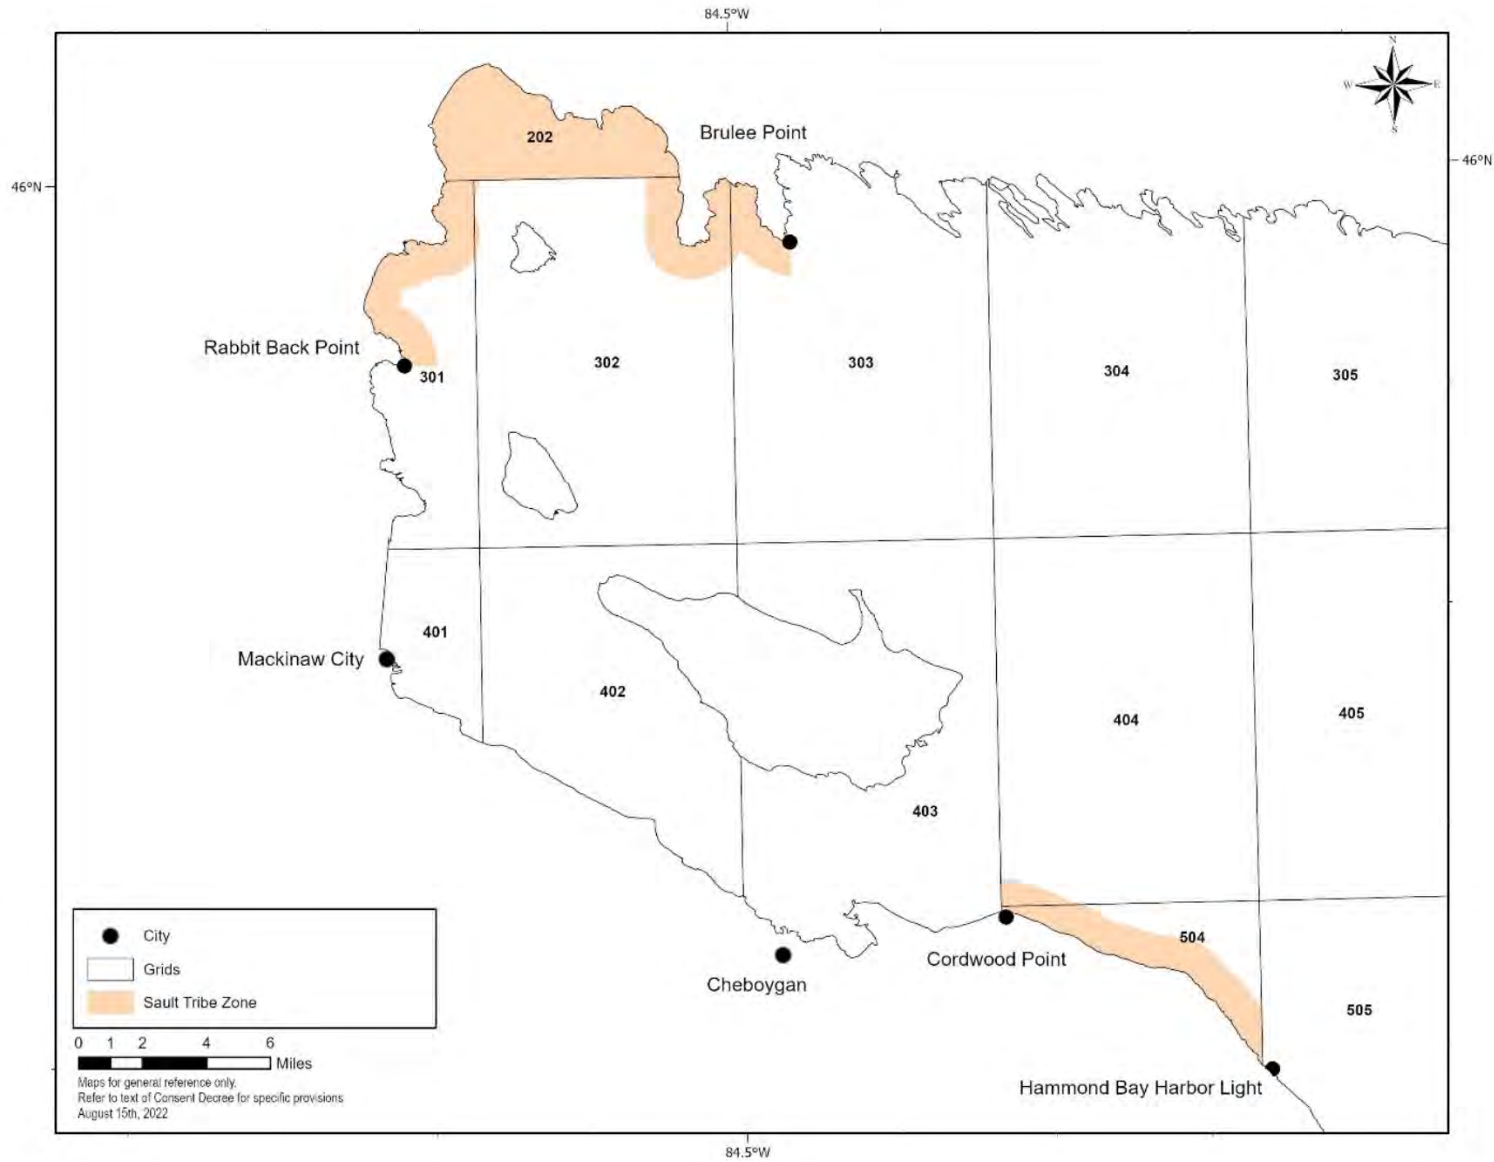 84.5°W
N
W E
S
202
Brulee Point
46°N
46°N
Rabbit Back Point
301
302
303
304
305
401
Mackinaw City
402
404
405
403
504
Cordwood Point
Cheboygan
505
Hammond Bay Harbor Light
City
Grids
Sault Tribe Zone
0 1 2 4 6
Miles
Maps for general reference only.
Refer to text of Consent Decree for specific provisions
August 15th, 2022
84.5°W